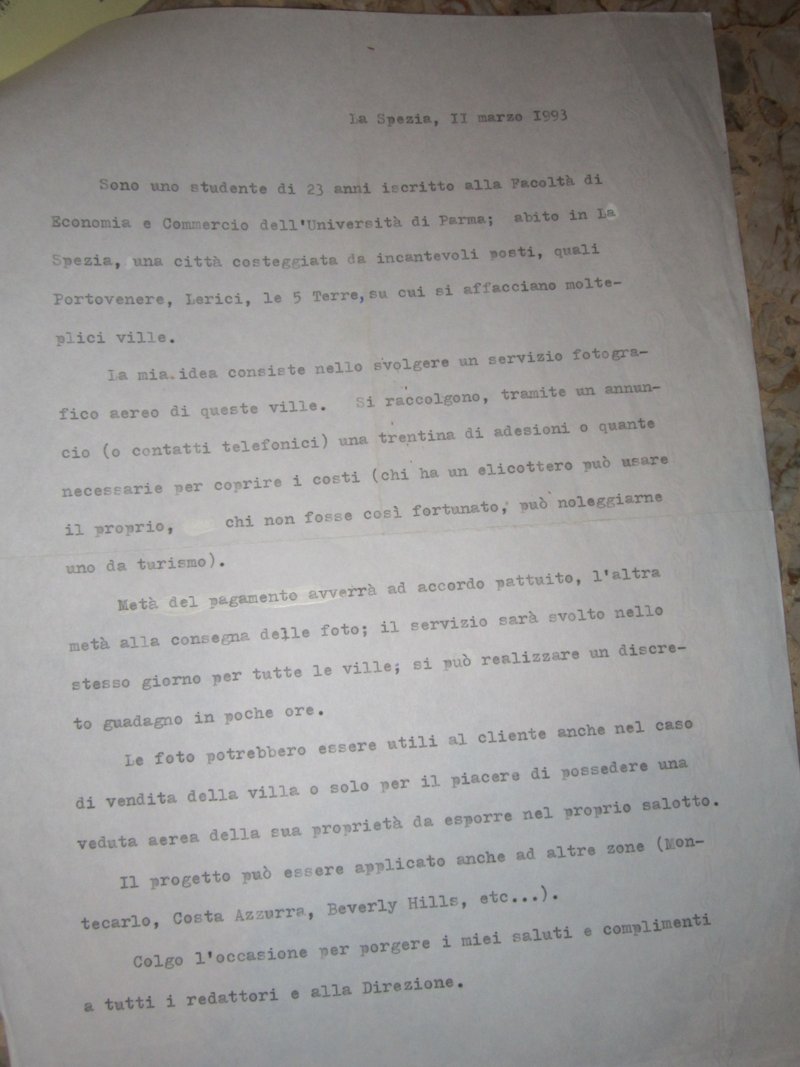 La Spezia, II marzo I993
Sono uno studente di 23 anni iscritto alla Facoltà di
Economia e Commercio dell'Università di Parma; abito in La
Spezia, una città costeggiata da incantevoli posti, quali
Portovenere, Lerici, le 5 Terre,su cui si affacciano molte-
plici ville.
La mia.idea consiste nello svolgere un servizio fotogra-
fico aereo di queste ville. Si raccolgono, tramite un annun-
cio (o contatti telefonici) una trentina di adesioni o quante
necessarie per coprire i costi (chi ha un elicottero può usare
il proprio, chi non fosse così fortunato, può noleggiarne
uno da turismo).
Metà del pagamento avverrà ad accordo pattuito, l'altra
metà alla consegna delle foto; il servizio sarà svolto nello
stesso giorno per tutte le ville; si può realizzare un discre-
to guadagno in poche ore.
Le foto potrebbero essere utili al cliente anche nel caso
di vendita della villa o solo per il piacere di possedere una
veduta aerea della sua proprietà da esporre nel proprio salotto.
Il progetto può essere applicato anche ad altre zone (Mon-
tecarlo, Costa Azzurra, Beverly Hills, etc...).
Colgo l'occasione per porgere i miei saluti e complimenti
a tutti i redattori e alla Direzione.